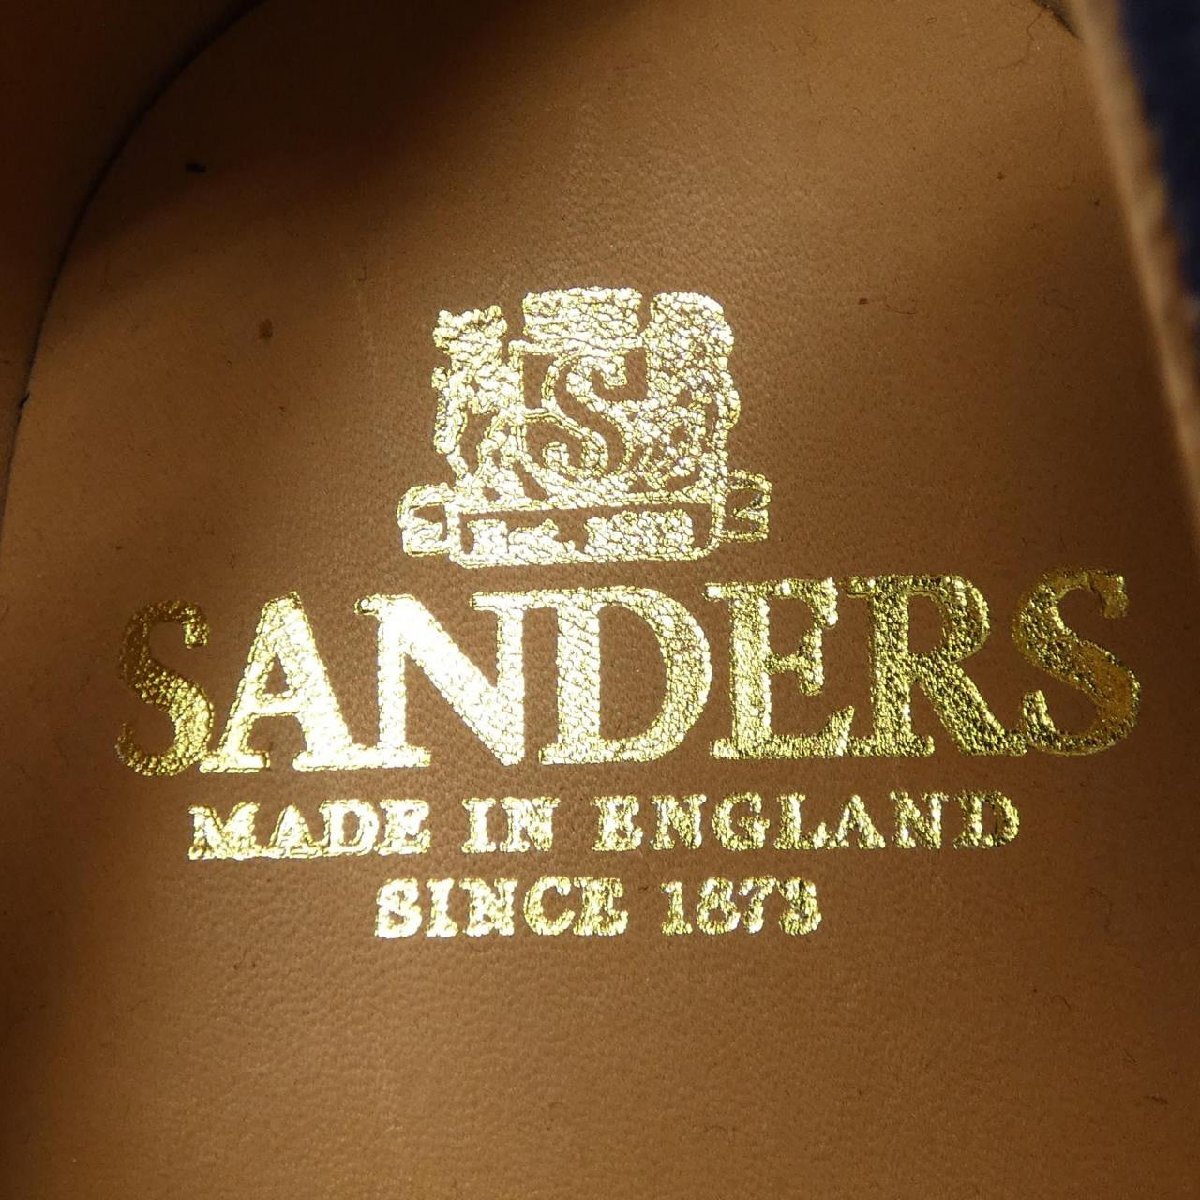 S
SANDERS
MADE IN ENGLAND
SINCE 1873